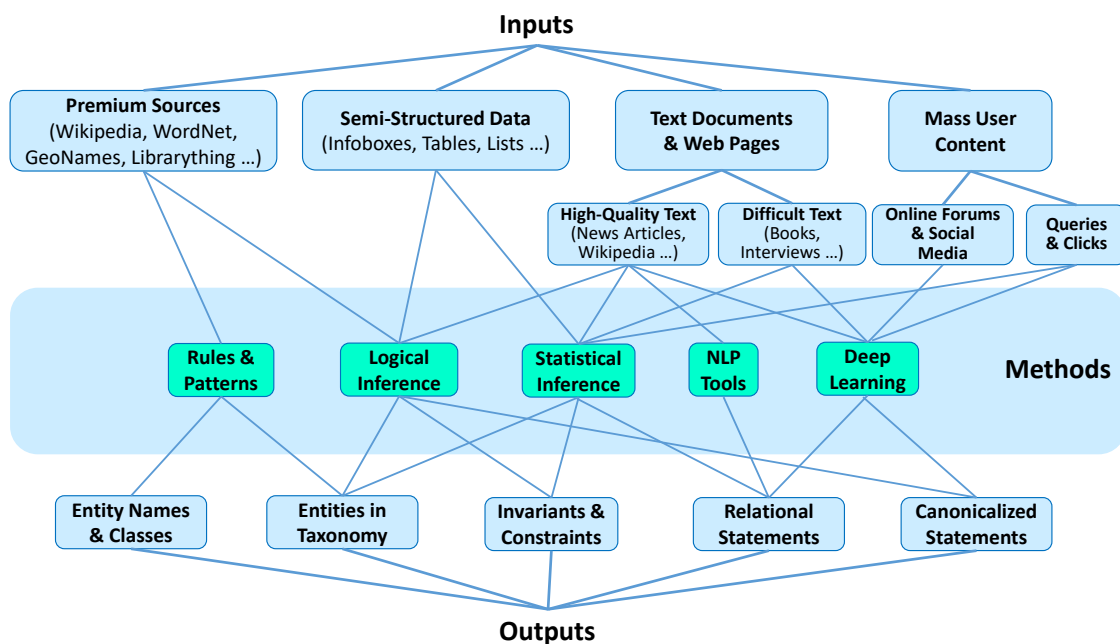 Inputs
Premium Sources
(Wikipedia, WordNet,
GeoNames, Librarything ...)
Semi-Structured Data
(Infoboxes, Tables, Lists ...)
Text Documents
& Web Pages
Mass User
Content
High-Quality Text
(News Articles,
Wikipedia ...)
Difficult Text
(Books,
Interviews ...)
Online Forums
& Social
Media
Queries
& Clicks
Rules &
Patterns
Logical
Inference
Statistical
Inference
NLP
Tools
Deep
Learning
Methods
Entity Names
& Classes
Entities in
Taxonomy
Invariants &
Constraints
Relational
Statements
Canonicalized
Statements
Outputs